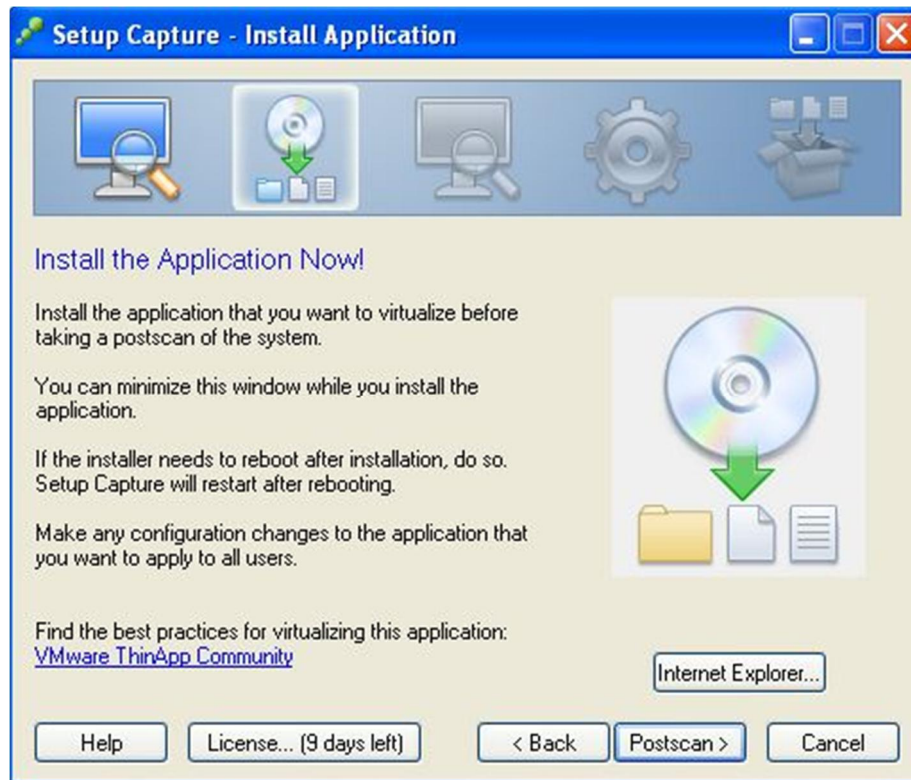 Setup Capture - Install Application
Install the Application Now!
Install the application that you want to virtualize before
taking a postscan of the system.
You can minimize this window while you install the
application.
If the installer needs to reboot after installation, do so.
Setup Capture will restart after rebooting.
Make any configuration changes to the application that
you want to apply to all users.
Find the best practices for virtualizing this application:
VMware ThinApp Community
Internet Explorer...
Help
License... (9 days left)
< Back
Postscan >
Cancel